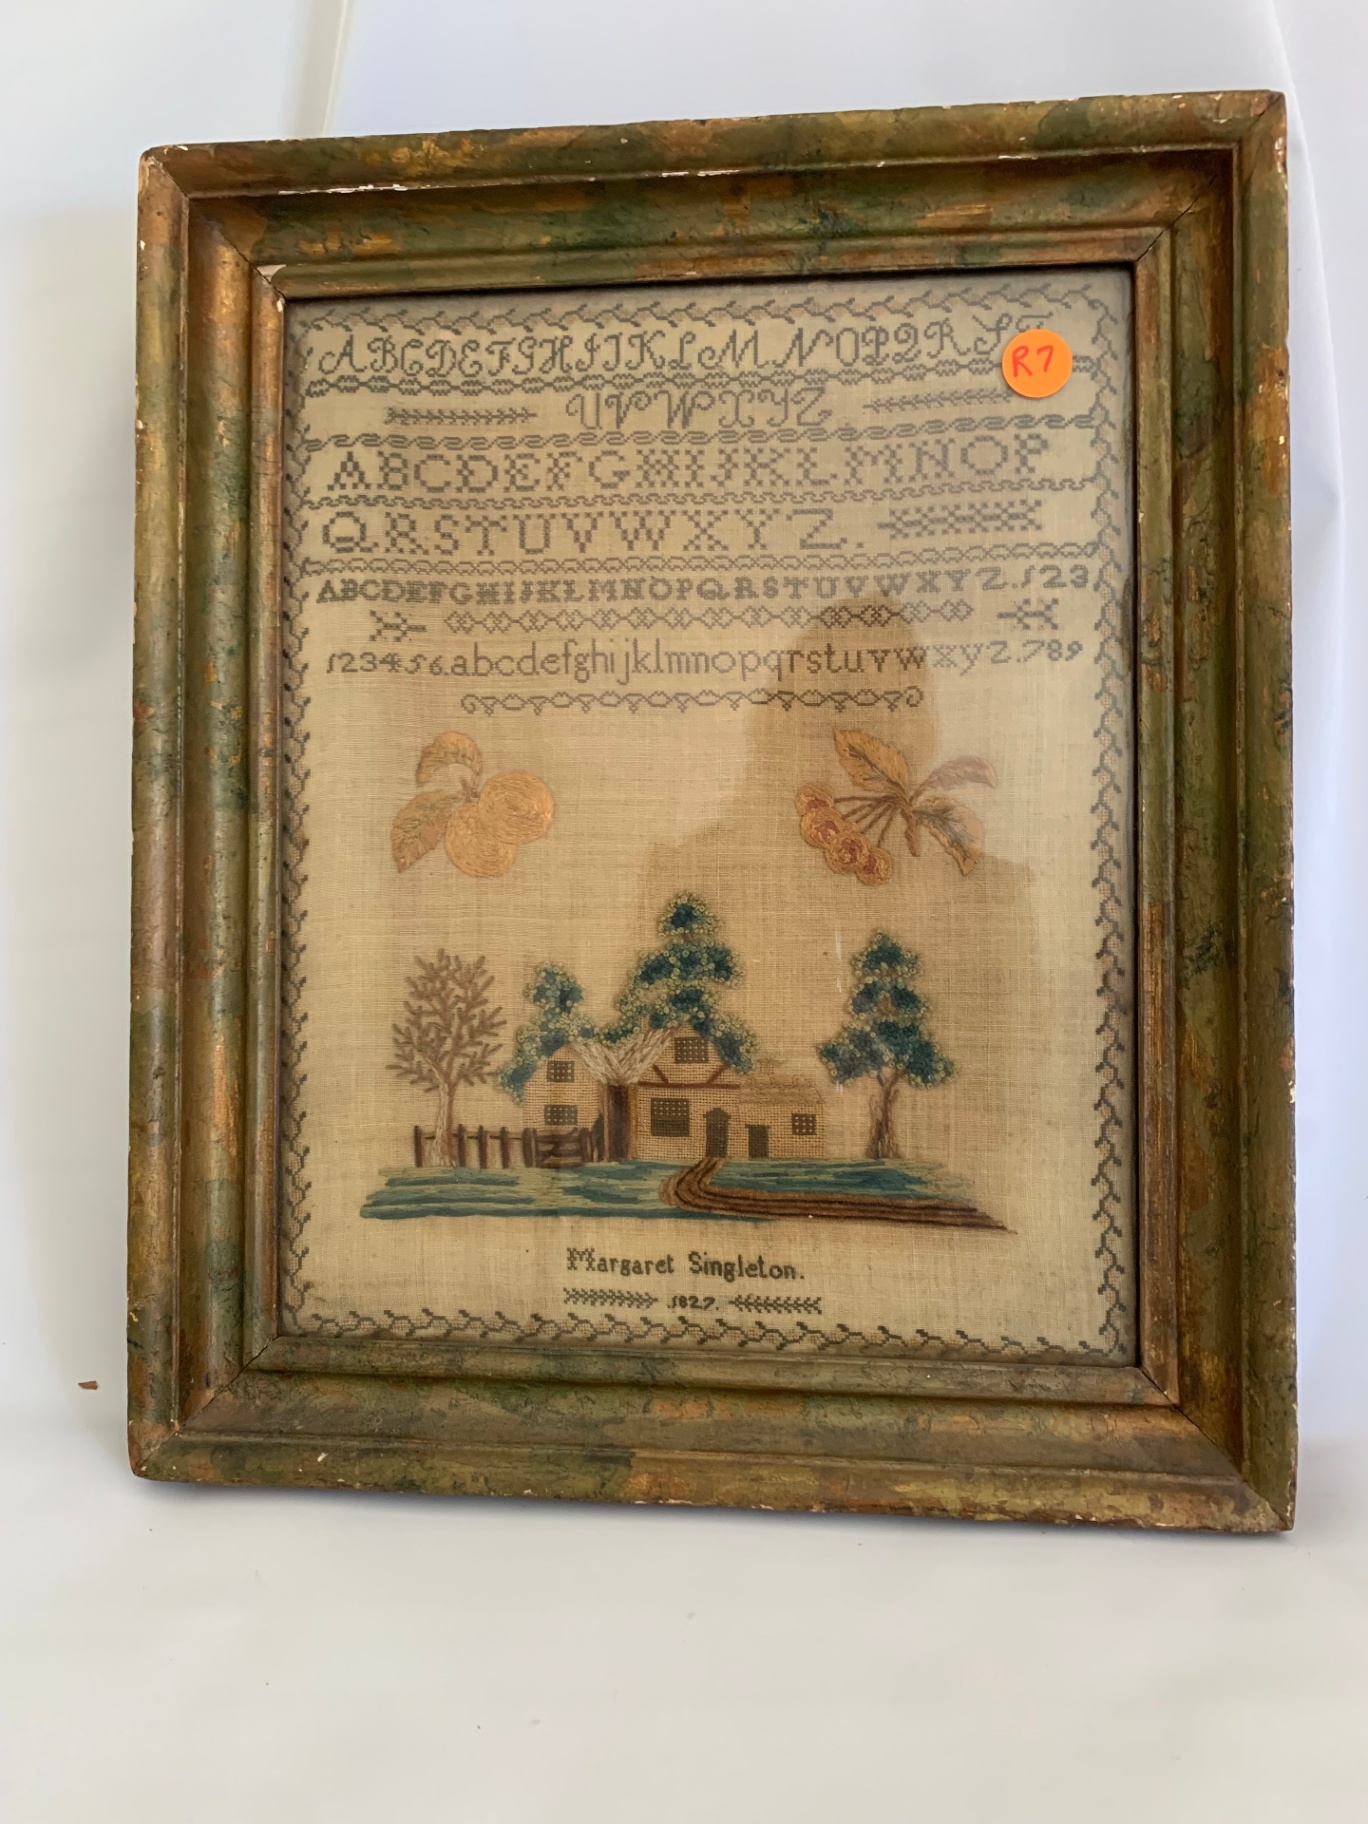 ABCDEFGHIJKLMNOPQRST
R7
UVWXYZ
ABCDEFGHIJKLMNOP
QRSTUVWXYZ.
ABCDEFGHIJKLMNOPQRSTUVWXYZ.123
123456.abcdefghijklmnopqrstuvwxyz.789
Margaret Singleton.
.1827.